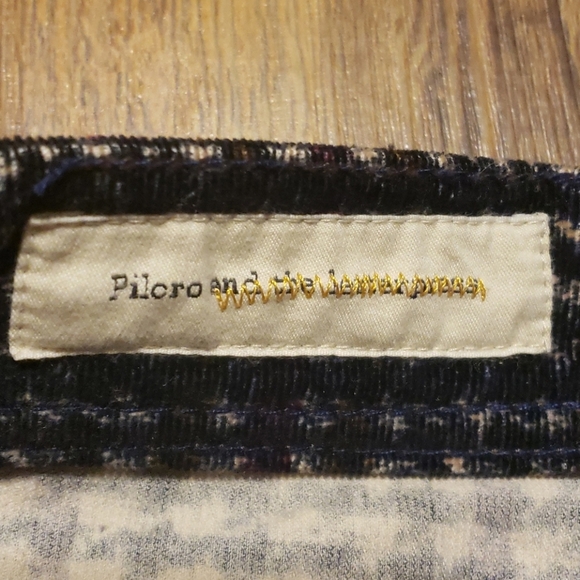 Pilcro and the letterpress